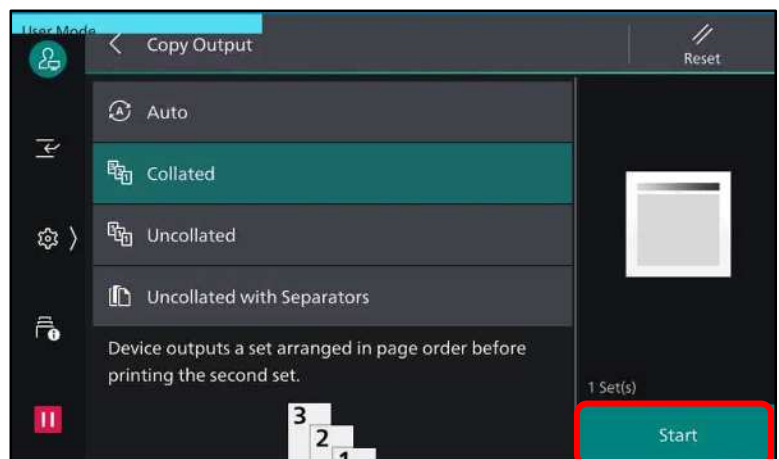 User Mode
Copy Output
Reset
Auto
Collated
Uncollated
Uncollated with Separators
Device outputs a set arranged in page order before
printing the second set.
3
2
1
1 Set(s)
Start